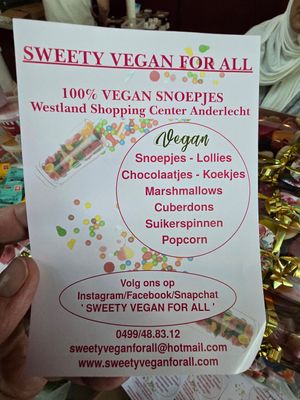 SWEETY VEGAN FOR ALL
100% VEGAN SNOEPJES
Westland Shopping Center Anderlecht
Vegan
Snoepjes - Lollies
Chocolaatjes - Koekjes
Marshmallows
Cuberdons
Suikerspinnen
Popcorn
Volg ons op
Instagram/Facebook/Snapchat
' SWEETY VEGAN FOR ALL '
0499/48.83.12
sweetyveganforall@hotmail.com
www.sweetyveganforall.com